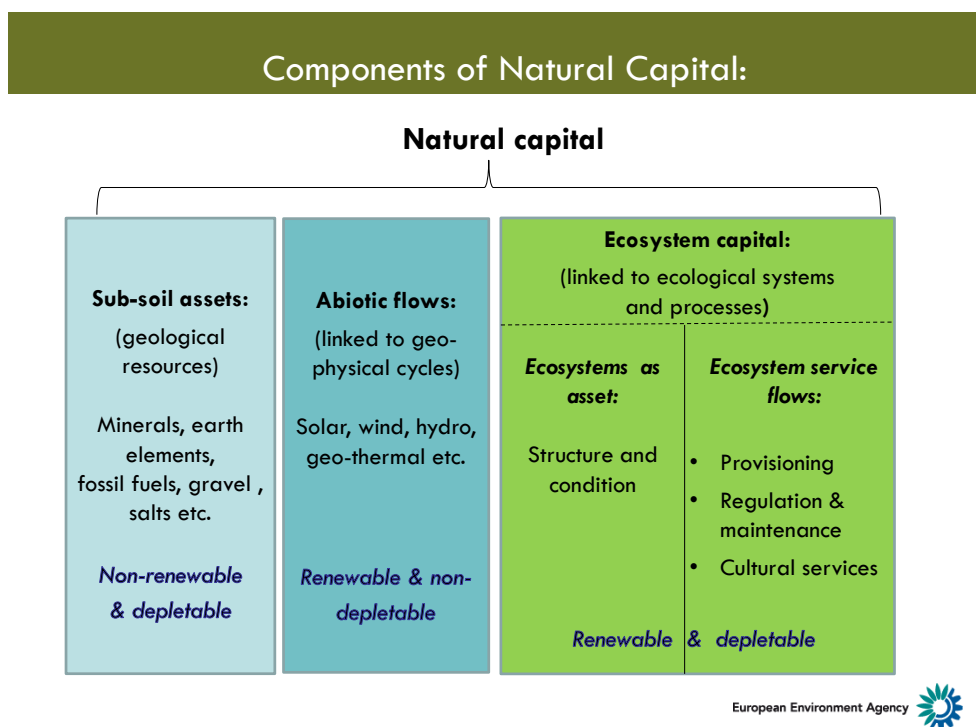 Components of Natural Capital:
Natural capital
Sub-soil assets:
(geological
resources)
Minerals, earth
elements,
fossil fuels, gravel ,
salts etc.
Non-renewable
& depletable
Abiotic flows:
(linked to geo-
physical cycles)
Solar, wind, hydro,
geo-thermal etc.
Renewable & non-
depletable
Ecosystem capital:
(linked to ecological systems
and processes)
Ecosystems as
asset:
Structure and
condition
Ecosystem service
flows:
• Provisioning
• Regulation &
maintenance
• Cultural services
Renewable & depletable
European Environment Agency